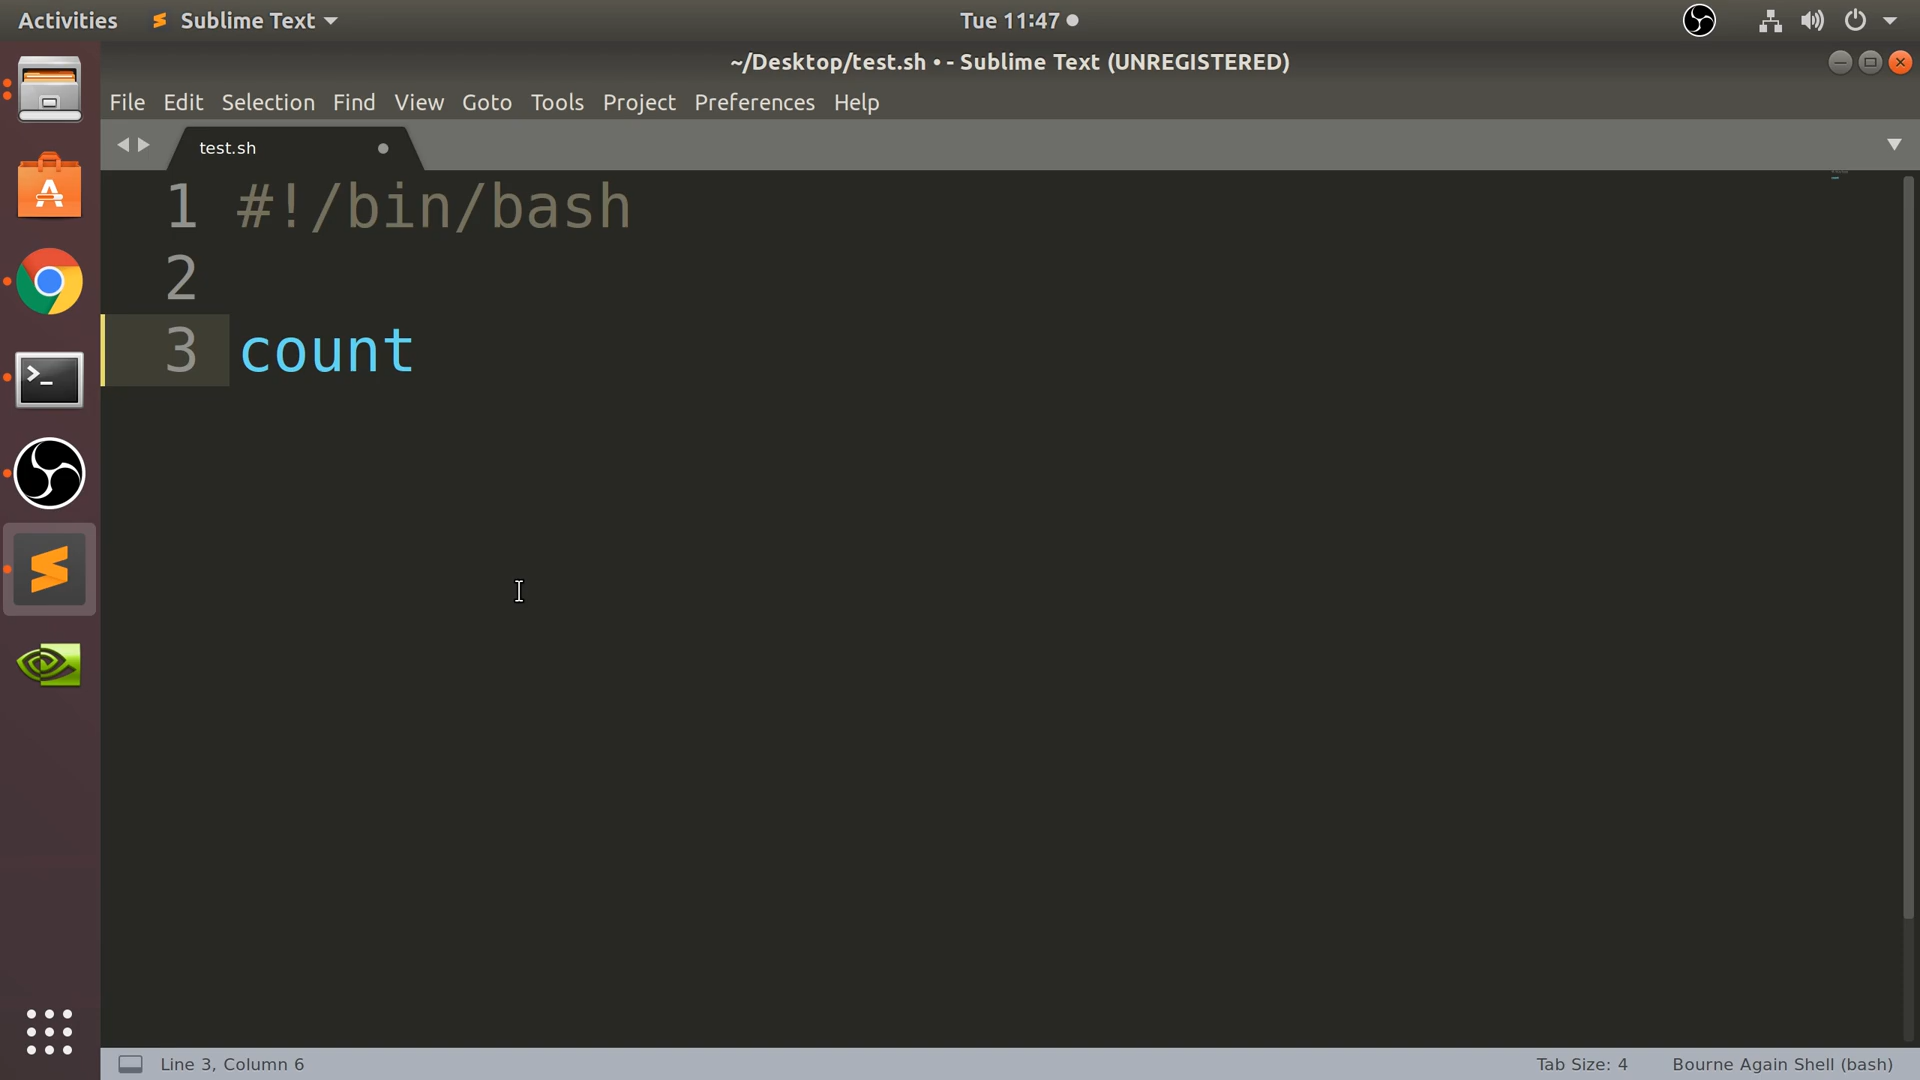 Activities Sublime Text Tue 11:47
~/Desktop/test.sh • - Sublime Text (UNREGISTERED)
File Edit Selection Find View Goto Tools Project Preferences Help
test.sh
1 #!/bin/bash
2
3 count
Line 3, Column 6 Tab Size: 4 Bourne Again Shell (bash)